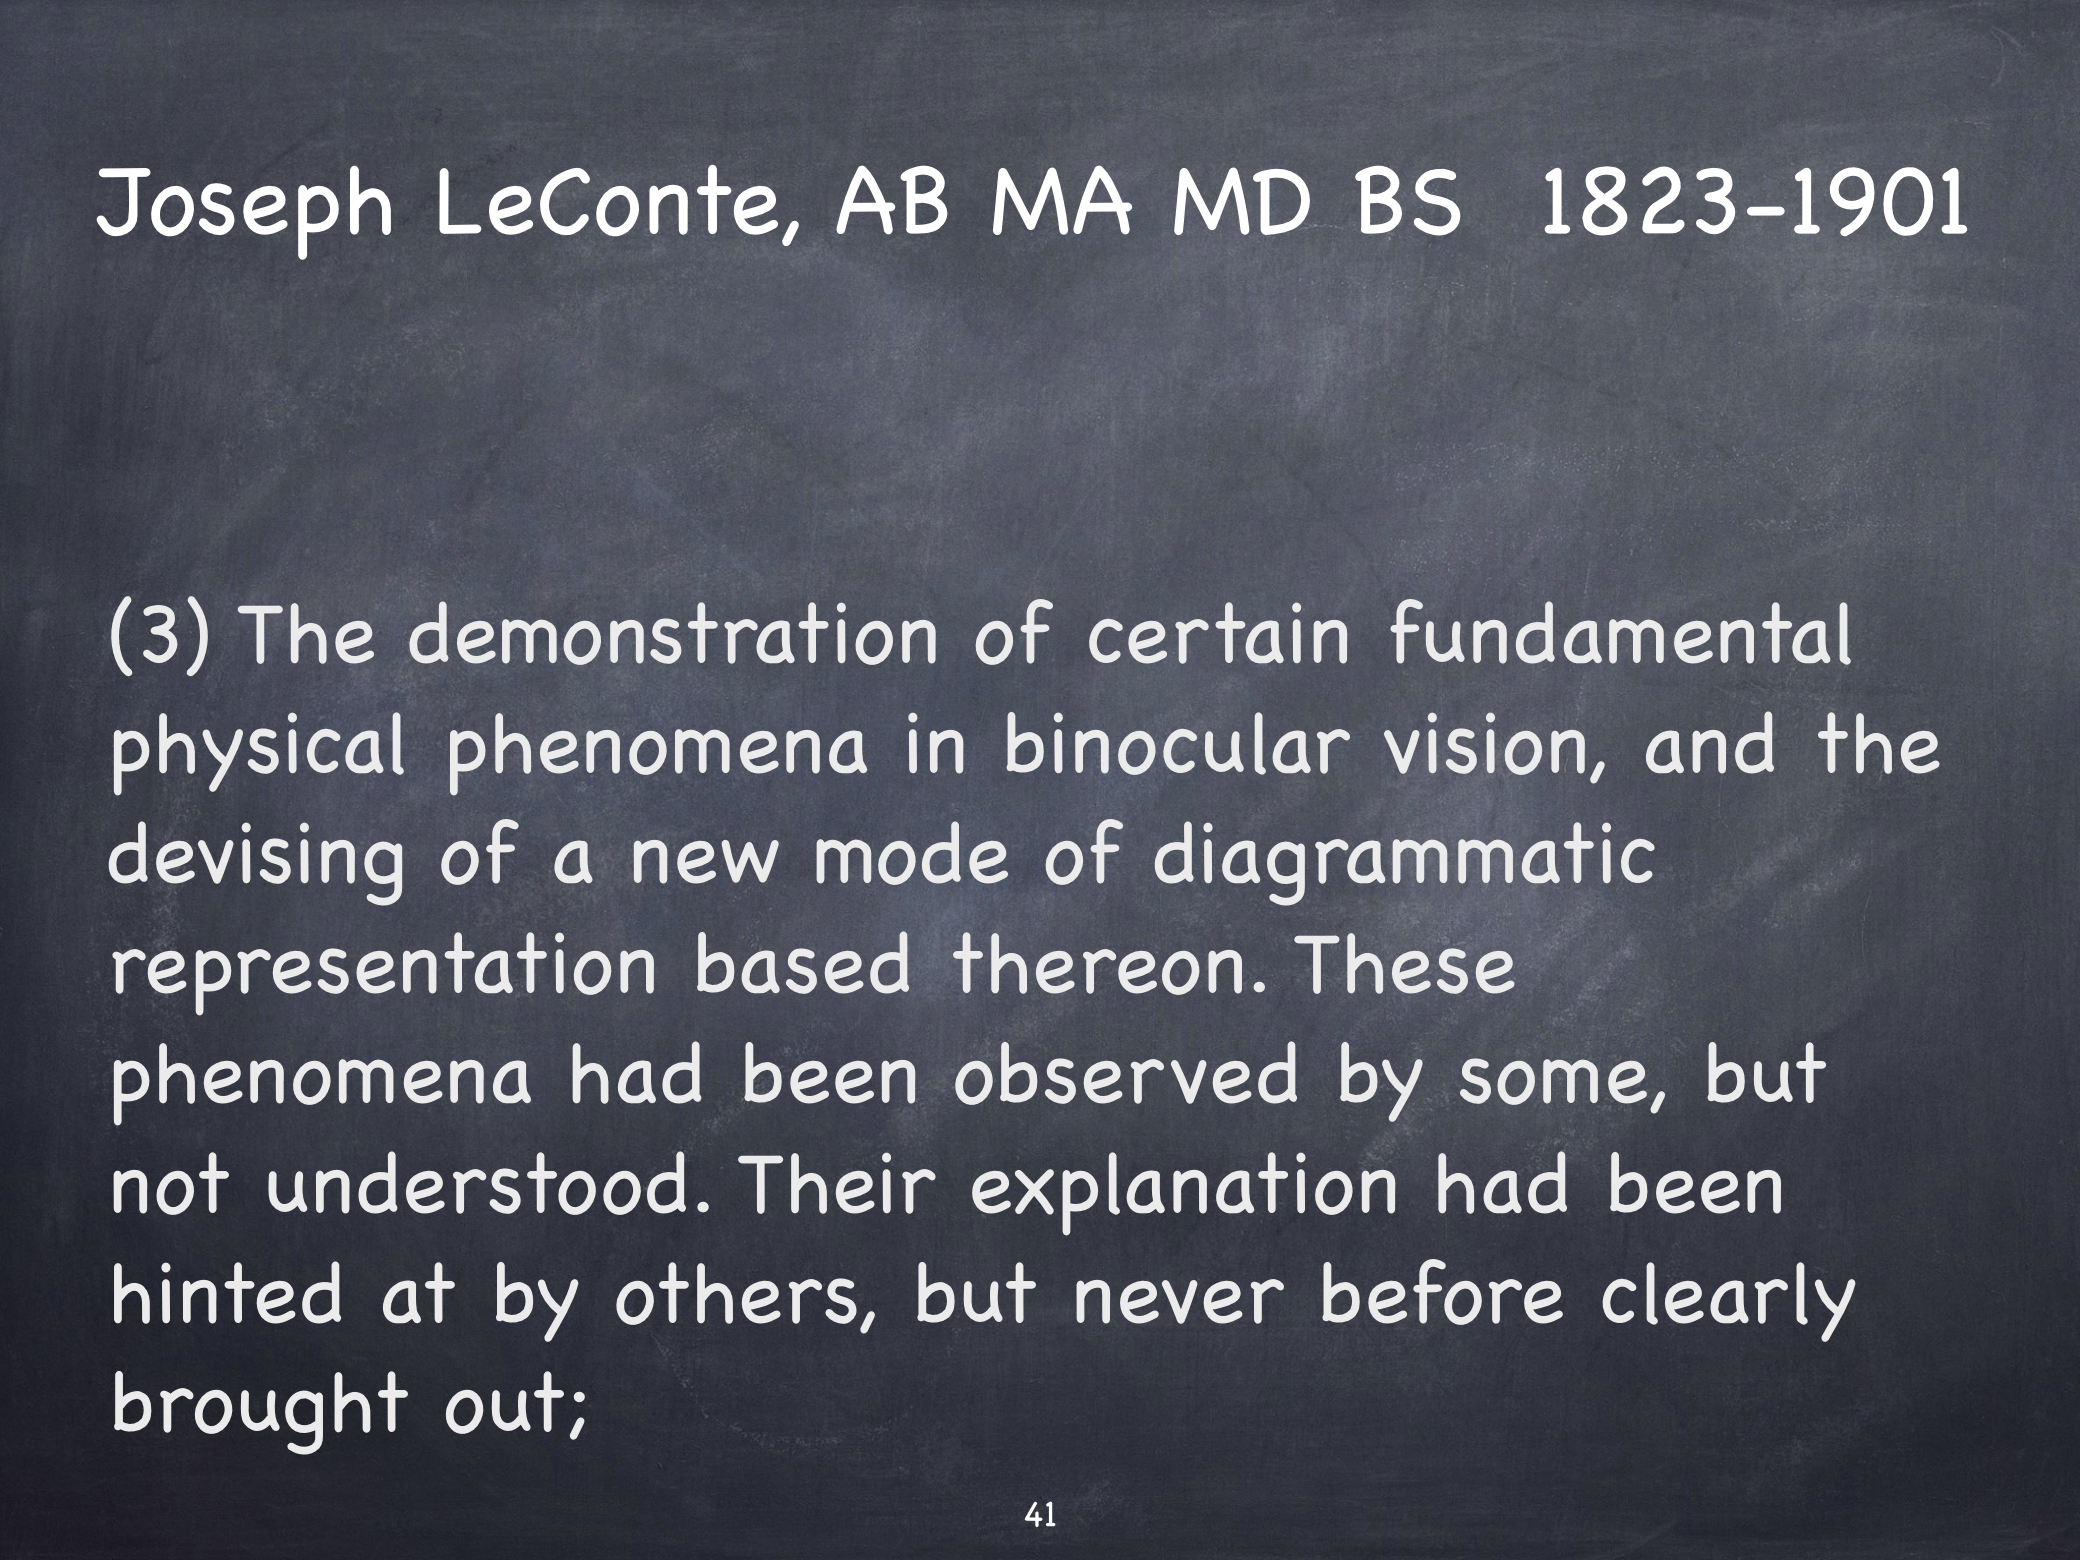 Joseph LeConte, AB MA MD BS 1823-1901
(3) The demonstration of certain fundamental
physical phenomena in binocular vision, and the
devising of a new mode of diagrammatic
representation based thereon. These
phenomena had been observed by some, but
not understood. Their explanation had been
hinted at by others, but never before clearly
brought out;
41